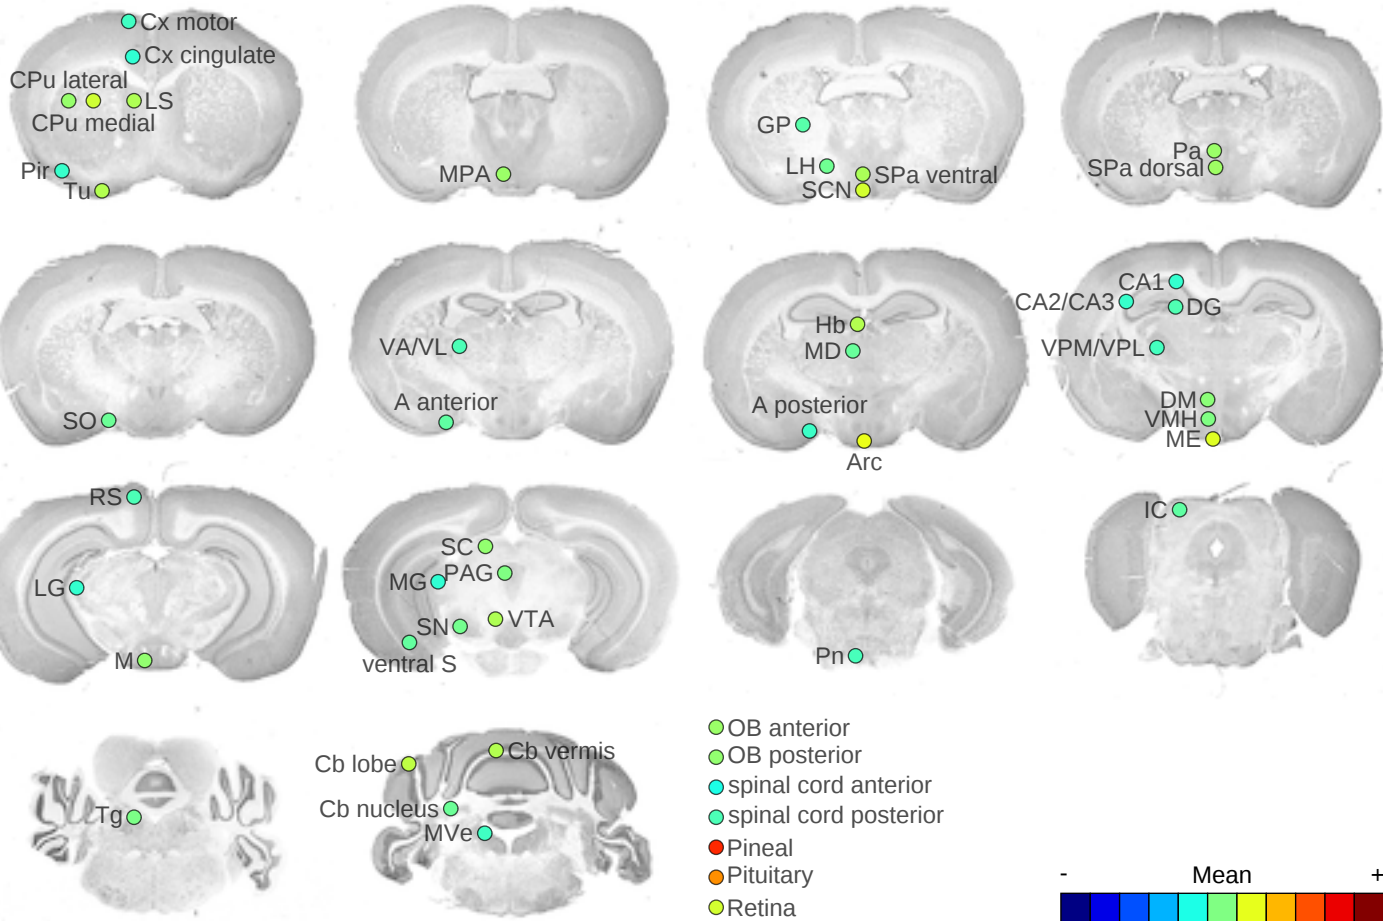 Cx motor
Cx cingulate
CPu lateral
LS
CPu medial
Pir
Tu
MPA
GP
LH
SPa ventral
SCN
Pa
SPa dorsal
SO
VA/VL
A anterior
Hb
MD
A posterior
Arc
CA1
CA2/CA3
DG
VPM/VPL
DM
VMH
ME
RS
LG
M
SC
MG
PAG
SN
VTA
ventral S
Pn
IC
Tg
Cb lobe
Cb vermis
Cb nucleus
MVe
OB anterior
OB posterior
spinal cord anterior
spinal cord posterior
Pineal
Pituitary
Retina
- Mean +